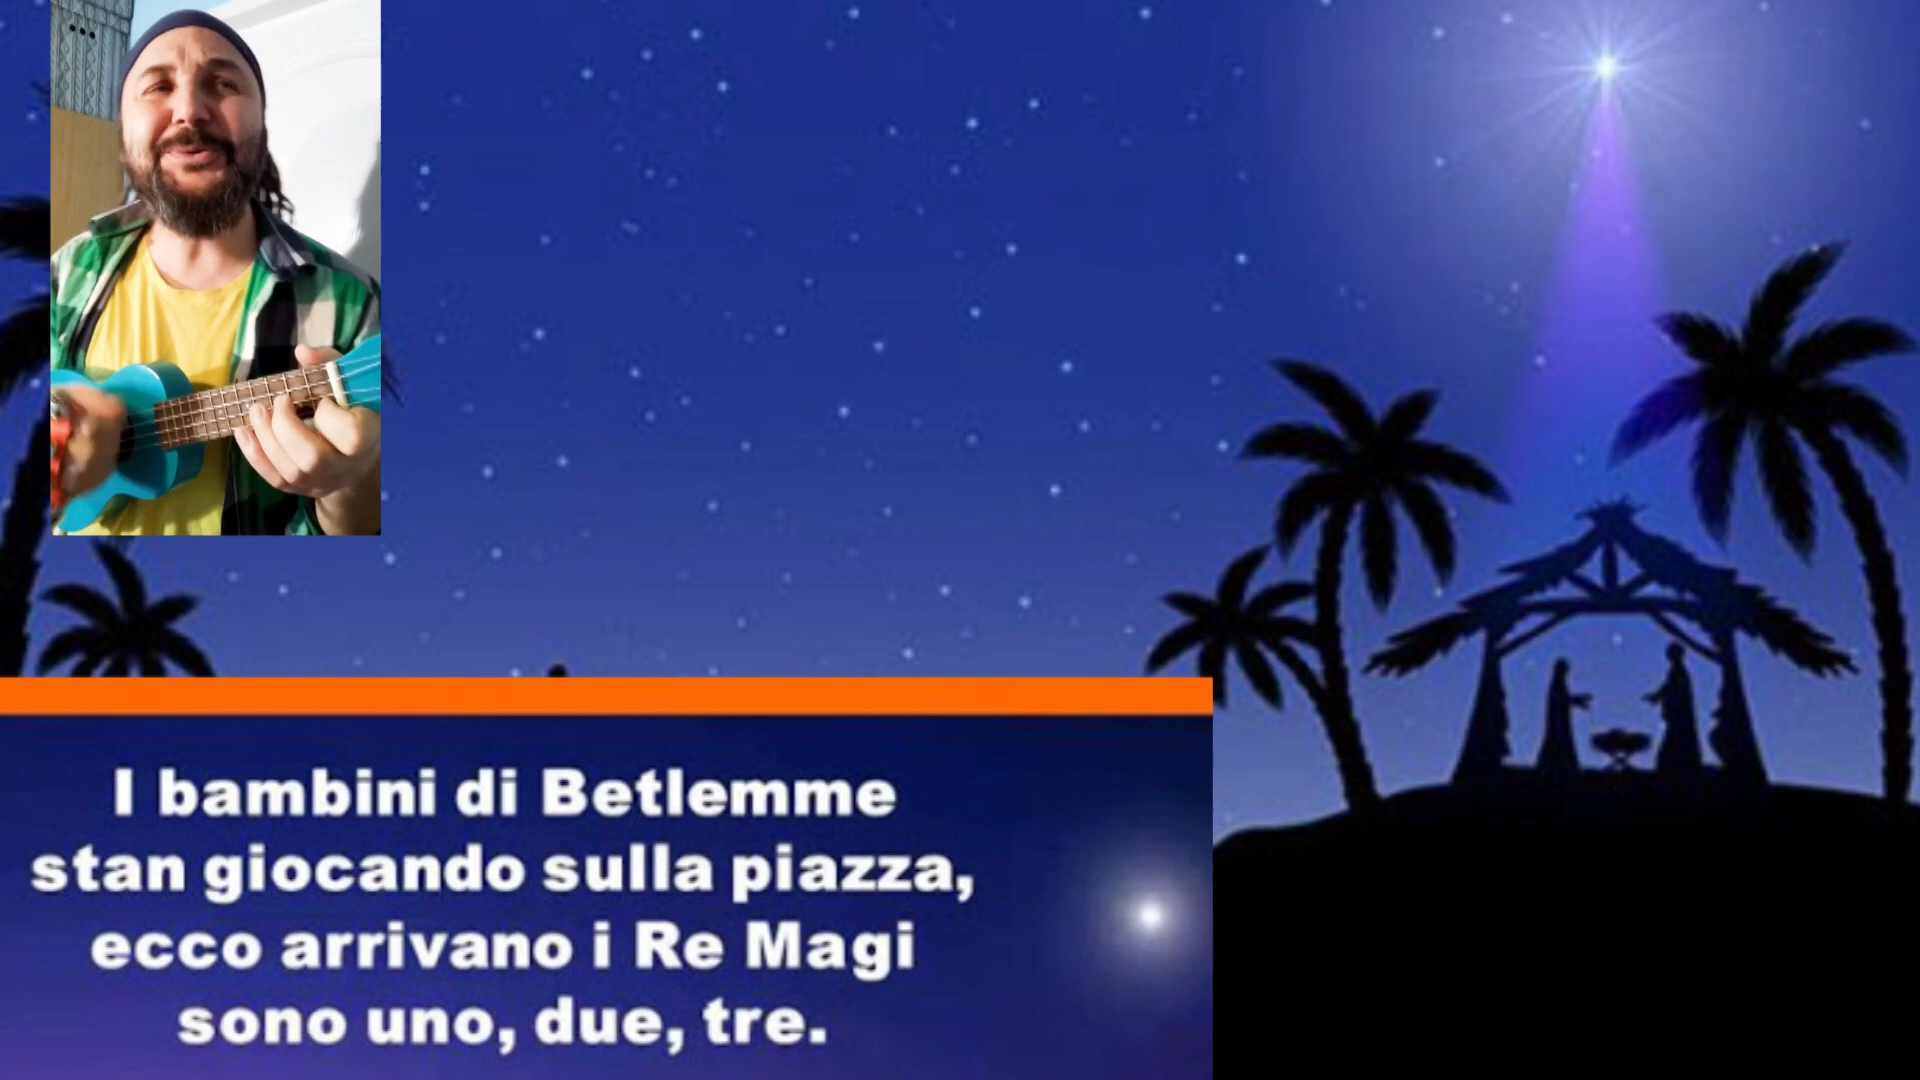 I bambini di Betlemme
stan giocando sulla piazza,
ecco arrivano i Re Magi
sono uno, due, tre.